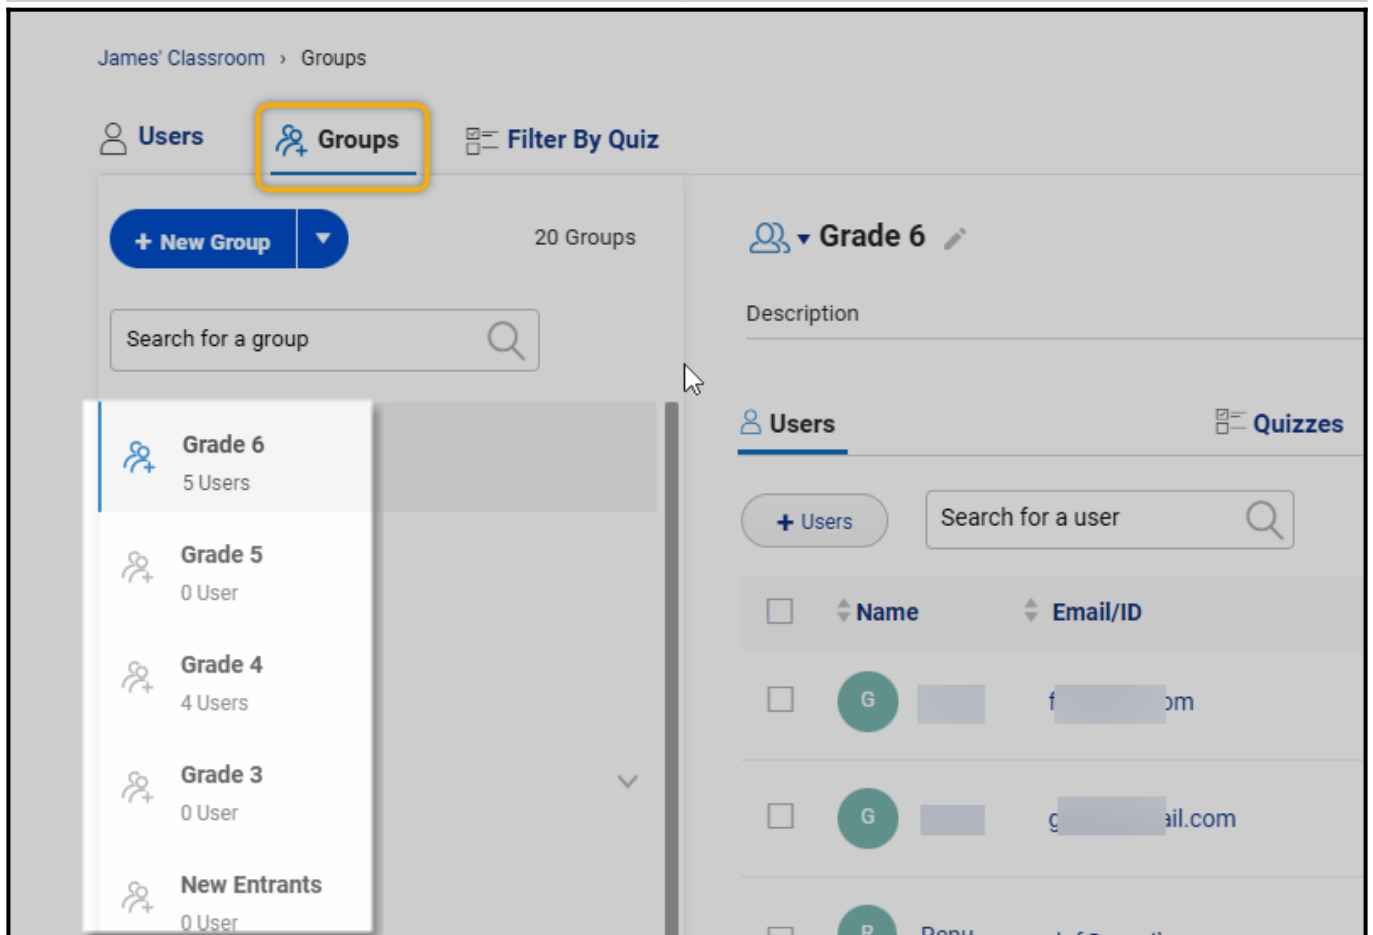 James' Classroom › Groups
Users
Groups
Filter By Quiz
+ New Group
20 Groups
Search for a group
Grade 6
5 Users
Grade 5
0 User
Grade 4
4 Users
Grade 3
0 User
New Entrants
0 User
Grade 6
Description
Users
Quizzes
+ Users
Search for a user
Name Email/ID
G f om
G g ail.com
R